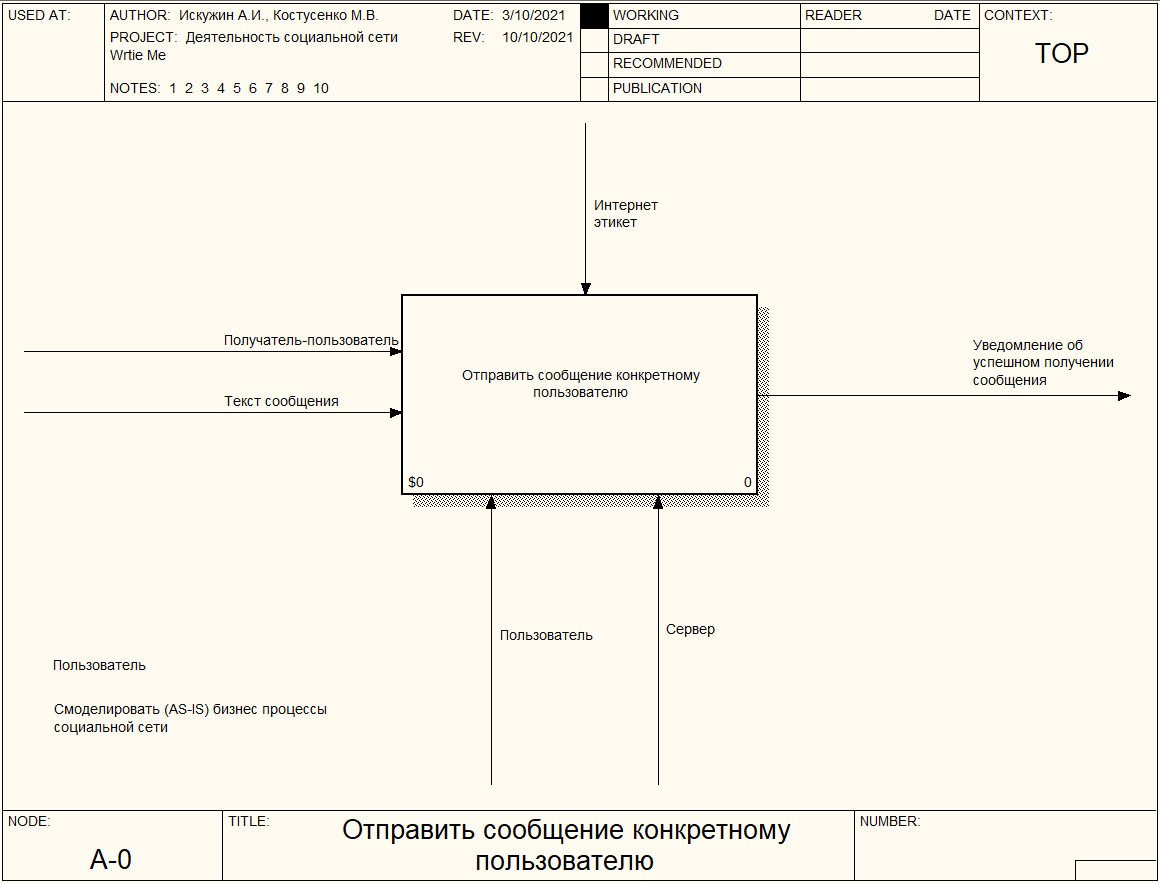 USED AT:
AUTHOR: Искужин А.И., Костусенко М.В.
DATE: 3/10/2021
PROJECT: Деятельность социальной сети
Wrtie Me
REV: 10/10/2021
NOTES: 1 2 3 4 5 6 7 8 9 10
WORKING
DRAFT
RECOMMENDED
PUBLICATION
READER DATE
CONTEXT:
TOP
Интернет
этикет
Получатель-пользователь
Текст сообщения
Отправить сообщение конкретному
пользователю
$0 0
Уведомление об
успешном получении
сообщения
Пользователь
Сервер
Пользователь
Смоделировать (AS-IS) бизнес процессы
социальной сети
NODE:
A-0
TITLE:
Отправить сообщение конкретному
пользователю
NUMBER: